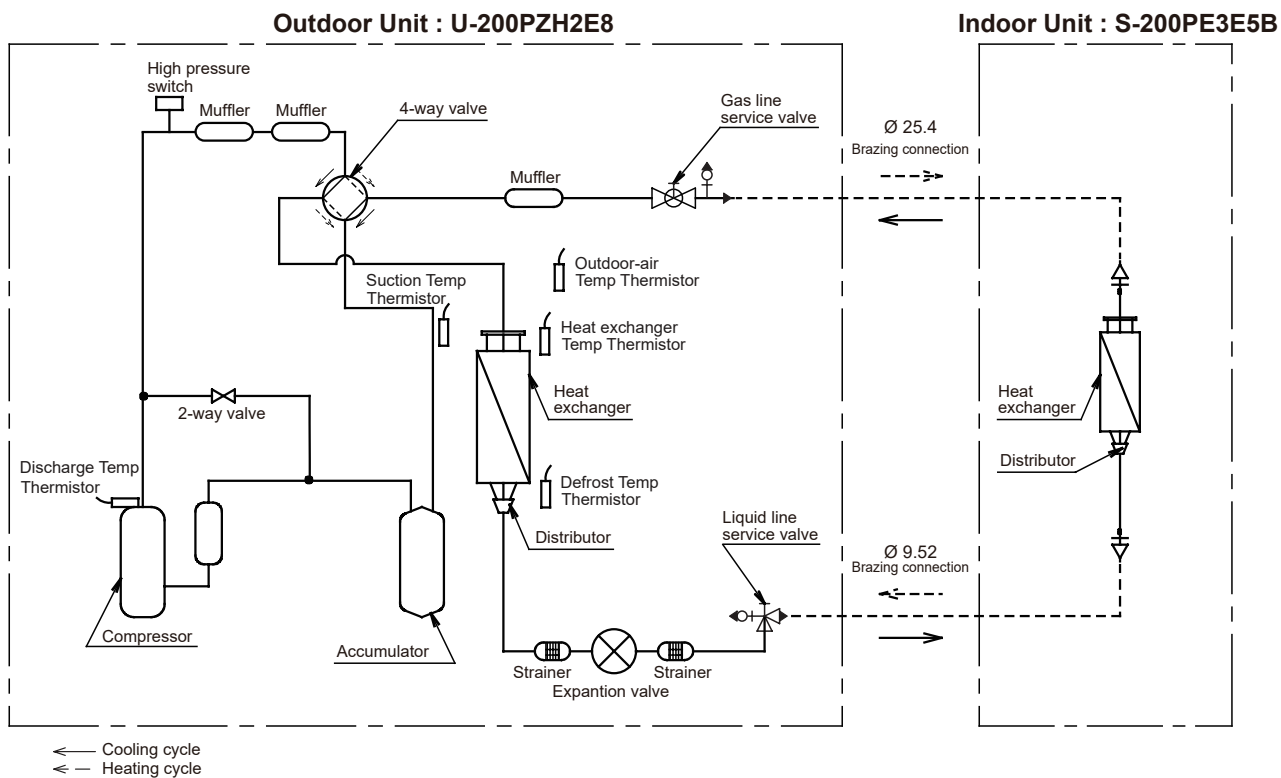 Outdoor Unit : U-200PZH2E8
Indoor Unit : S-200PE3E5B
High pressure
switch
Muffler
Muffler
4-way valve
Gas line
service valve
Ø 25.4
Brazing connection
Muffler
Outdoor-air
Temp Thermistor
Suction Temp
Thermistor
Heat exchanger
Temp Thermistor
Heat
exchanger
Heat
exchanger
2-way valve
Discharge Temp
Thermistor
Defrost Temp
Thermistor
Distributor
Distributor
Liquid line
service valve
Ø 9.52
Brazing connection
Compressor
Accumulator
Strainer
Strainer
Expantion valve
Cooling cycle
Heating cycle